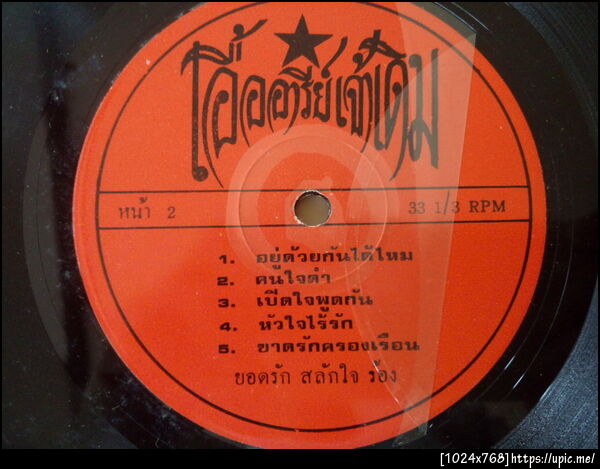 เอื้ออารีย์เจ้าเดิม
หน้า 2
33 1/3 RPM
1. อยู่ด้วยกันได้ไหม
2. คนใจดำ
3. เปิดใจพูดกัน
4. หัวใจไร้รัก
5. ขาดรักครองเรือน
ยอดรัก สลักใจ ร้อง
[1024x768]https://upic.me/